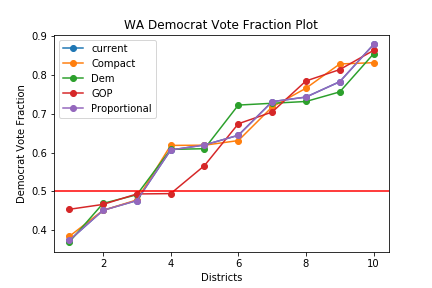 WA Democrat Vote Fraction Plot
current
Compact
Dem
GOP
Proportional
Democrat Vote Fraction
0.9
0.8
0.7
0.6
0.5
0.4
2 4 6 8 10
Districts